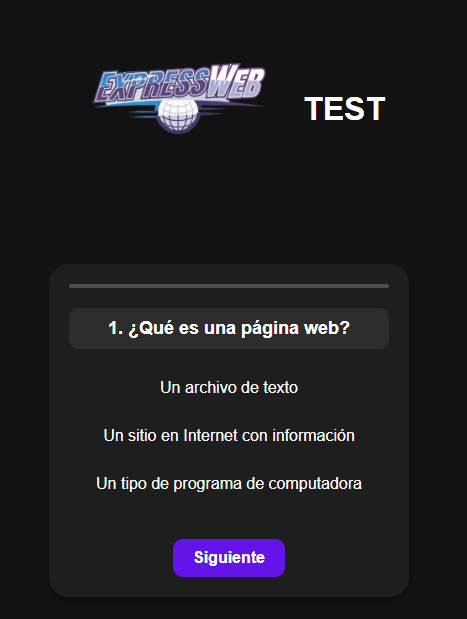 EXPRESSWEB
TEST
1. ¿Qué es una página web?
Un archivo de texto
Un sitio en Internet con información
Un tipo de programa de computadora
Siguiente